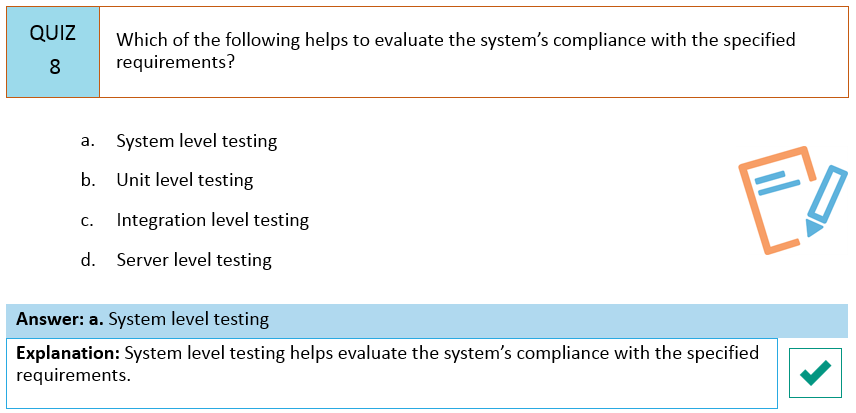 QUIZ
8
Which of the following helps to evaluate the system’s compliance with the specified
requirements?
a. System level testing
b. Unit level testing
c. Integration level testing
d. Server level testing
Answer: a. System level testing
Explanation: System level testing helps evaluate the system’s compliance with the specified
requirements.